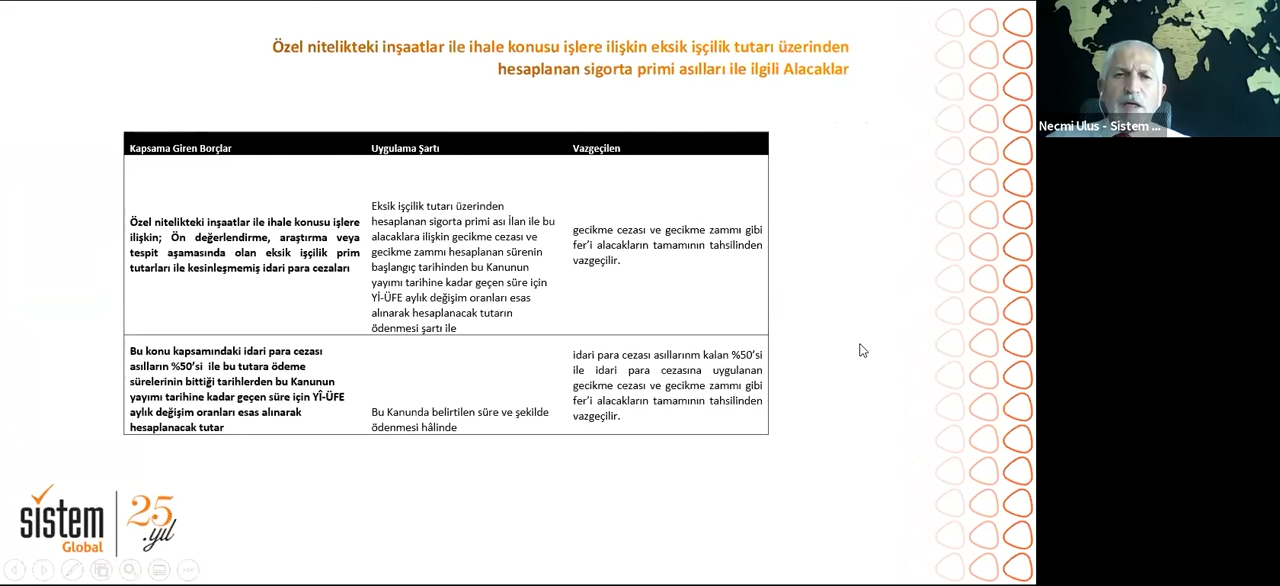 Özel nitelikteki inşaatlar ile ihale konusu işlere ilişkin eksik işçilik tutarı üzerinden
hesaplanan sigorta primi asılları ile ilgili Alacaklar
Kapsama Giren Borçlar
Uygulama Şartı
Vazgeçilen
Özel nitelikteki inşaatlar ile ihale konusu işlere
ilişkin; Ön değerlendirme, araştırma veya
tespit aşamasında olan eksik işçilik prim
tutarları ile kesinleşmemiş idari para cezaları
Eksik işçilik tutarı üzerinden
hesaplanan sigorta primi ası İlan ile bu
alacaklara ilişkin gecikme cezası ve
gecikme zammı hesaplanan sürenin
başlangıç tarihinden bu Kanunun
yayımı tarihine kadar geçen süre için
Yİ-ÜFE aylık değişim oranları esas
alınarak hesaplanacak tutarın
ödenmesi şartı ile
gecikme cezası ve gecikme zammı gibi
fer’i alacakların tamamının tahsilinden
vazgeçilir.
Bu konu kapsamındaki idari para cezası
asılların %50’si ile bu tutara ödeme
sürelerinin bittiği tarihlerden bu Kanunun
yayımı tarihine kadar geçen süre için YÎ-ÜFE
aylık değişim oranları esas alınarak
hesaplanacak tutar
Bu Kanunda belirtilen süre ve şekilde
ödenmesi hâlinde
idari para cezası asıllarınm kalan %50’si
ile idari para cezasına uygulanan
gecikme cezası ve gecikme zammı gibi
fer’i alacakların tamamının tahsilinden
vazgeçilir.
sistem
Global
25
.yıl
Necmi Ulus - Sistem ...